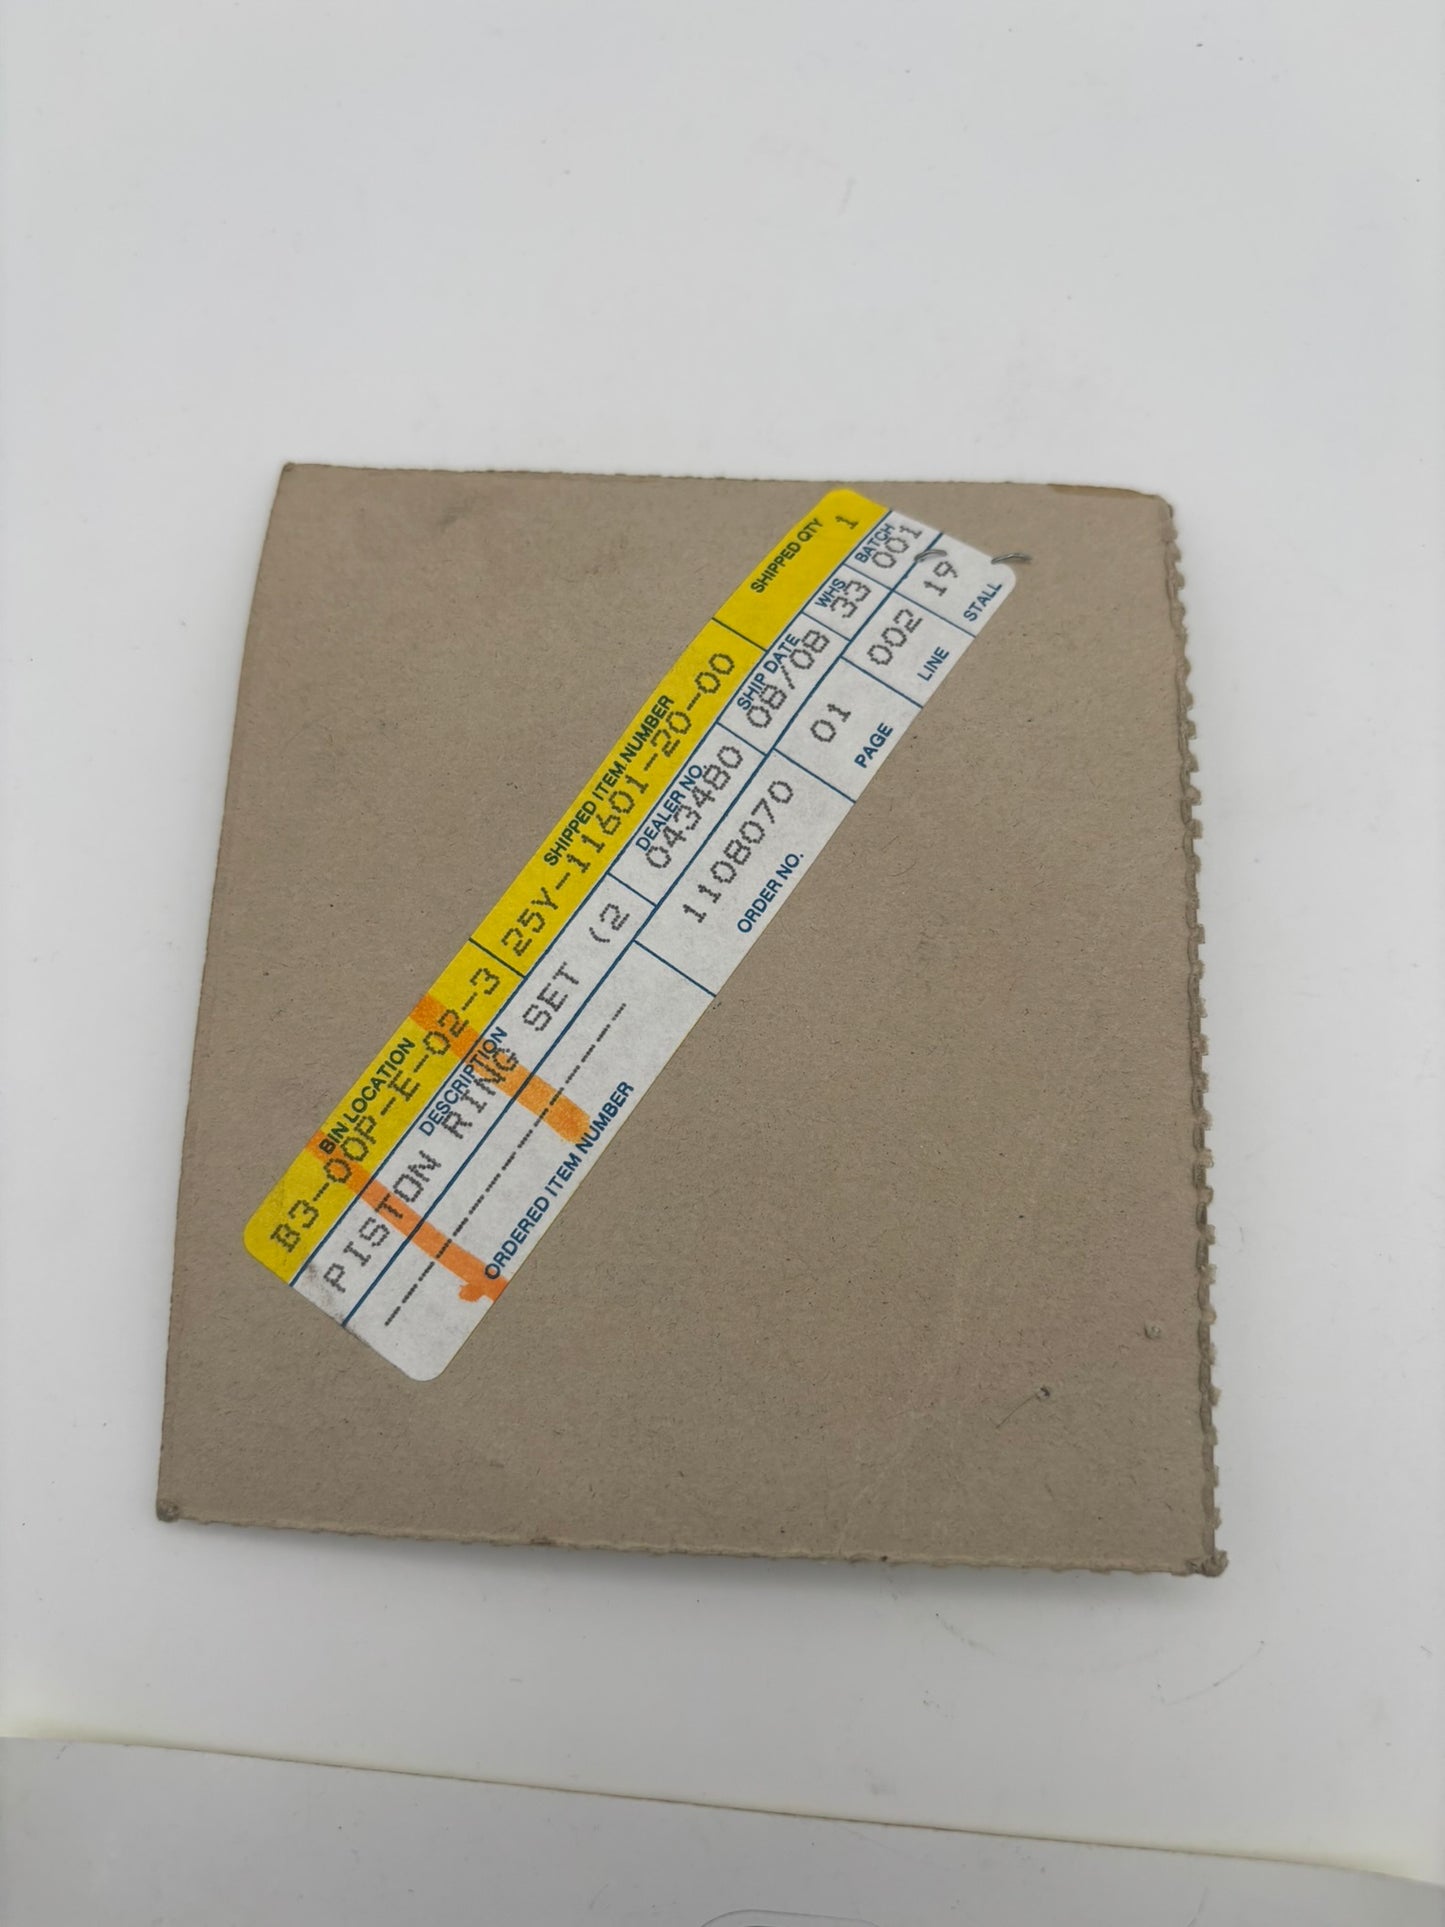 BIN LOCATION SHIPPED ITEM NUMBER SHIPPED QTY
B3-00P-E-02-3 25Y-11601-20-00 1
DESCRIPTION DEALER NO. SHIP DATE WHS BATCH
PISTON RING SET (2 043480 08/08 33 001
-------------- 1108070 01 002 19
ORDERED ITEM NUMBER ORDER NO. PAGE LINE STALL